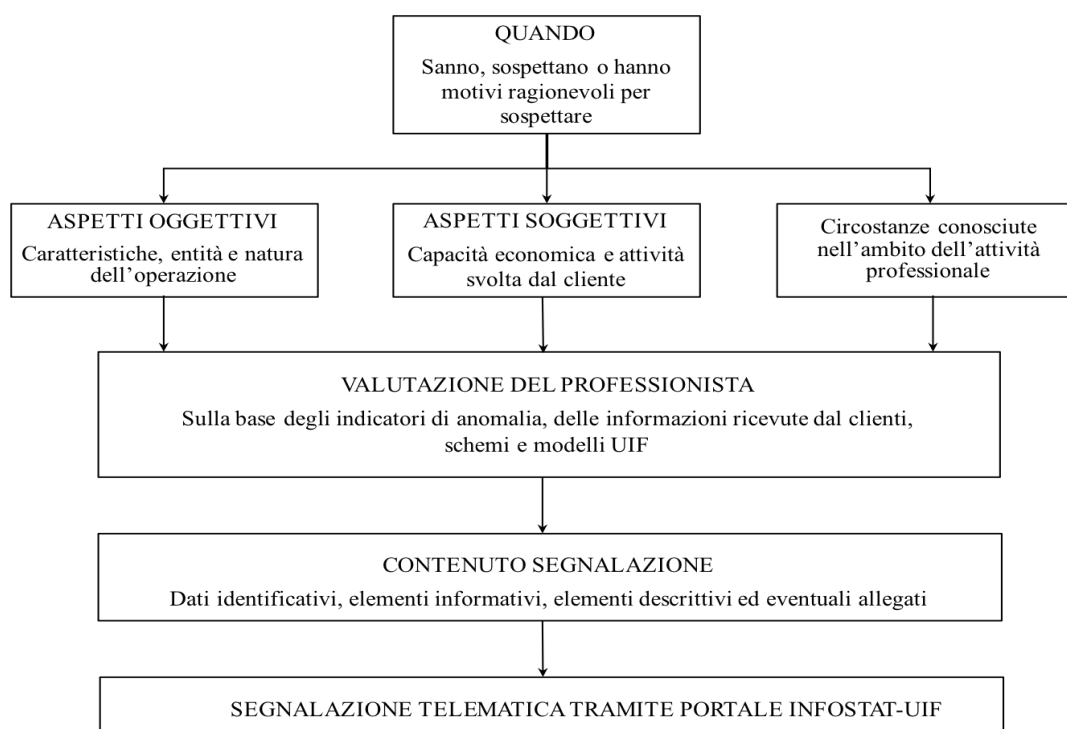 QUANDO
Sanno, sospettano o hanno
motivi ragionevoli per
sospettare
ASPETTI OGGETTIVI
Caratteristiche, entità e natura
dell'operazione
ASPETTI SOGGETTIVI
Capacità economica e attività
svolta dal cliente
Circostanze conosciute
nell'ambito dell'attività
professionale
VALUTAZIONE DEL PROFESSIONISTA
Sulla base degli indicatori di anomalia, delle informazioni ricevute dal clienti,
schemi e modelli UIF
CONTENUTO SEGNALAZIONE
Dati identificativi, elementi informativi, elementi descrittivi ed eventuali allegati
SEGNALAZIONE TELEMATICA TRAMITE PORTALE INFOSTAT-UIF